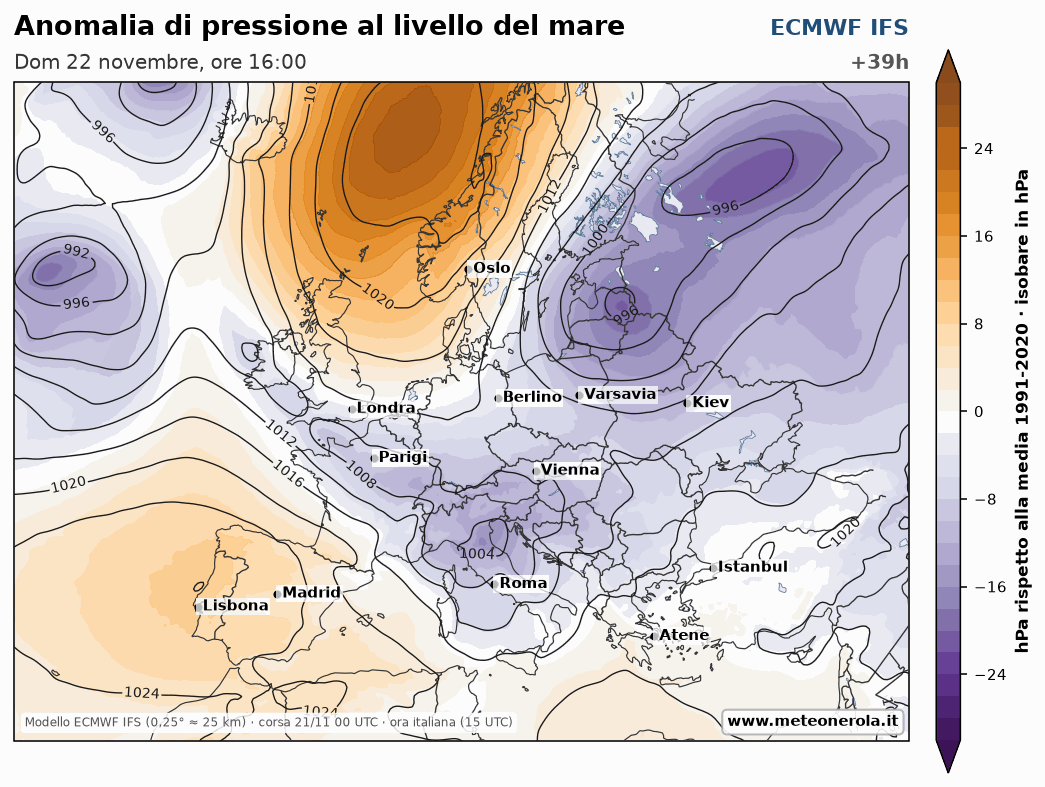 Anomalia di pressione al livello del mare
ECMWF IFS
Dom 22 novembre, ore 16:00
+39h
996
992
996
1020
1012
1000
996
996
Oslo
Londra
Berlino
Varsavia
Kiev
1012
Parigi
1008
1016
Vienna
1020
1020
1004
Roma
Istanbul
Madrid
Lisbona
Atene
1024
1024
Modello ECMWF IFS (0,25° ≈ 25 km) · corsa 21/11 00 UTC · ora italiana (15 UTC)
www.meteonerola.it
24
16
8
0
−8
−16
−24
hPa rispetto alla media 1991-2020 · isobare in hPa